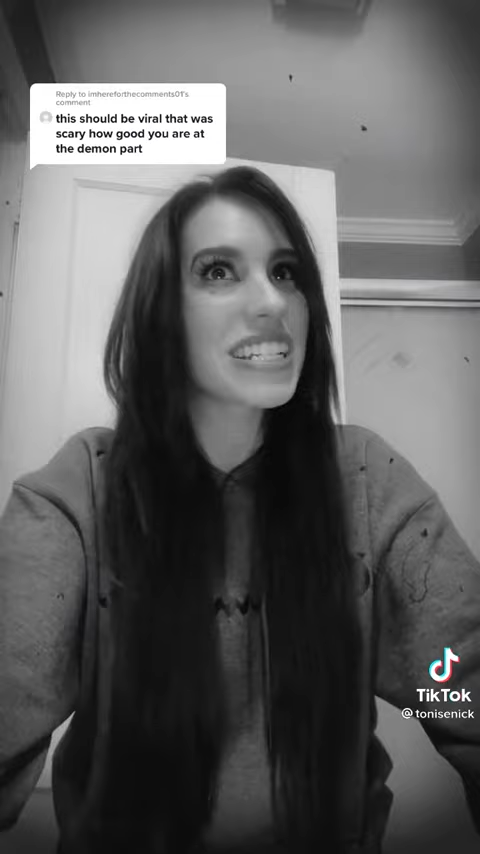 Reply to imhereforthecomments01's
comment
this should be viral that was
scary how good you are at
the demon part
TikTok
@tonisenick